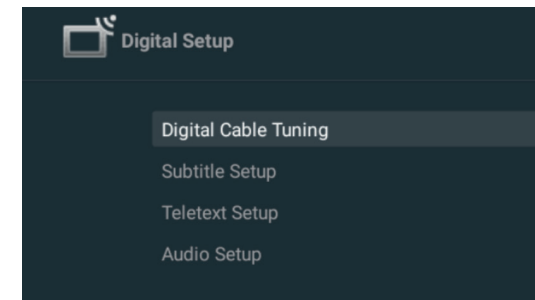 Digital Setup
Digital Cable Tuning
Subtitle Setup
Teletext Setup
Audio Setup